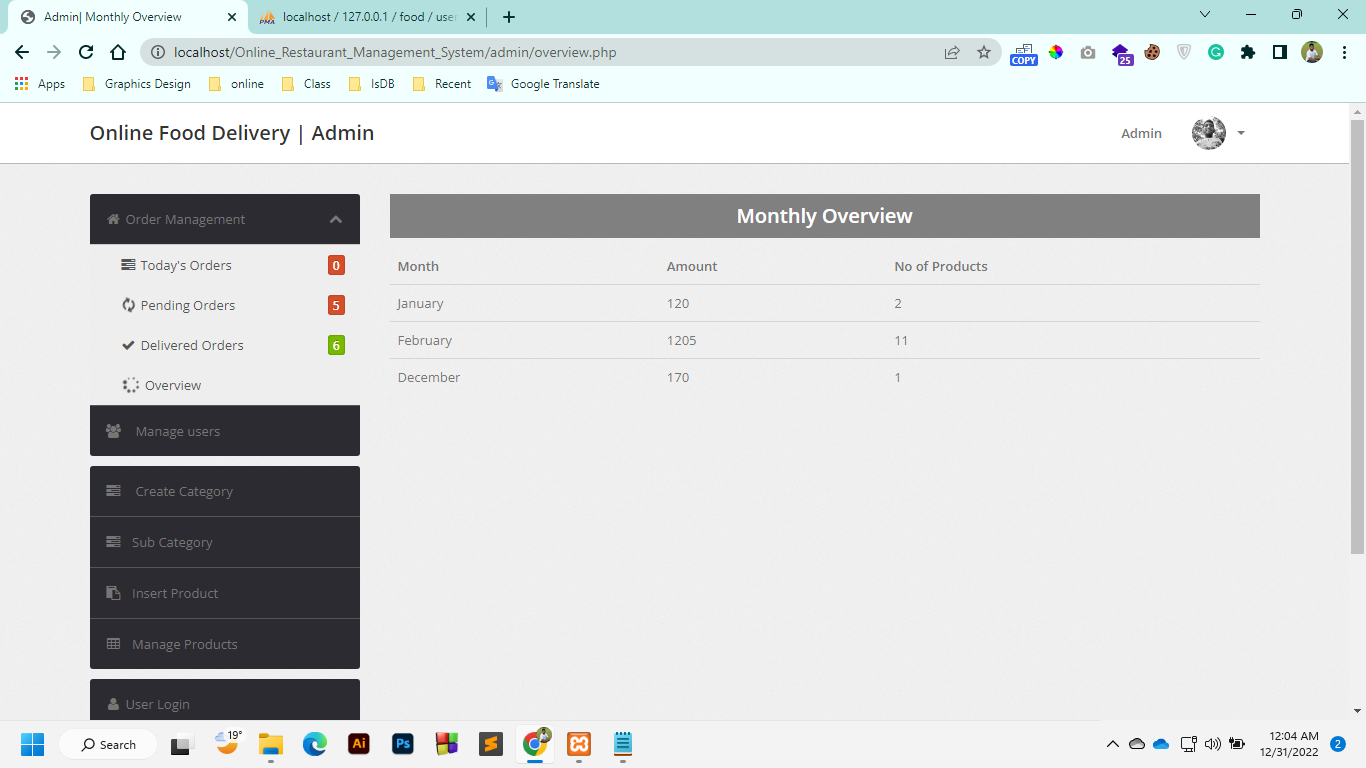 Admin| Monthly Overview
localhost / 127.0.0.1 / food / user
localhost/Online_Restaurant_Management_System/admin/overview.php
COPY
25
Apps
Graphics Design
online
Class
IsDB
Recent
Google Translate
Online Food Delivery | Admin
Admin
Order Management
Today's Orders 0
Pending Orders 5
Delivered Orders 6
Overview
Manage users
Create Category
Sub Category
Insert Product
Manage Products
User Login
Monthly Overview
Month Amount No of Products
January 120 2
February 1205 11
December 170 1
Search
19°
Ai
Ps
12:04 AM
12/31/2022
2